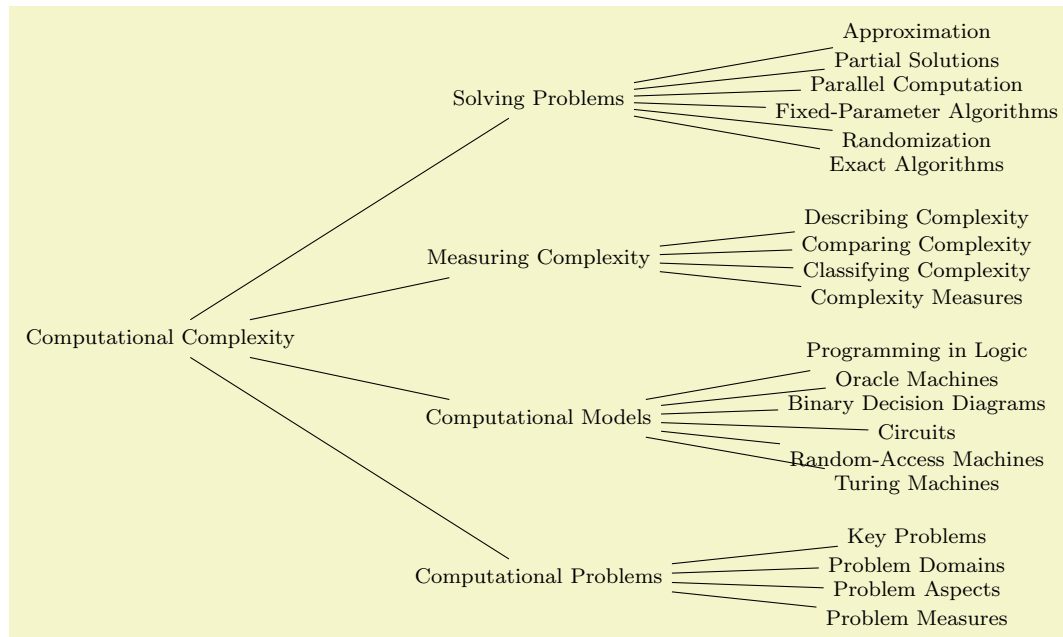 Approximation
Partial Solutions
Parallel Computation
Solving Problems
Fixed-Parameter Algorithms
Randomization
Exact Algorithms
Describing Complexity
Comparing Complexity
Measuring Complexity
Classifying Complexity
Complexity Measures
Computational Complexity
Programming in Logic
Oracle Machines
Binary Decision Diagrams
Computational Models
Circuits
Random-Access Machines
Turing Machines
Key Problems
Problem Domains
Computational Problems
Problem Aspects
Problem Measures